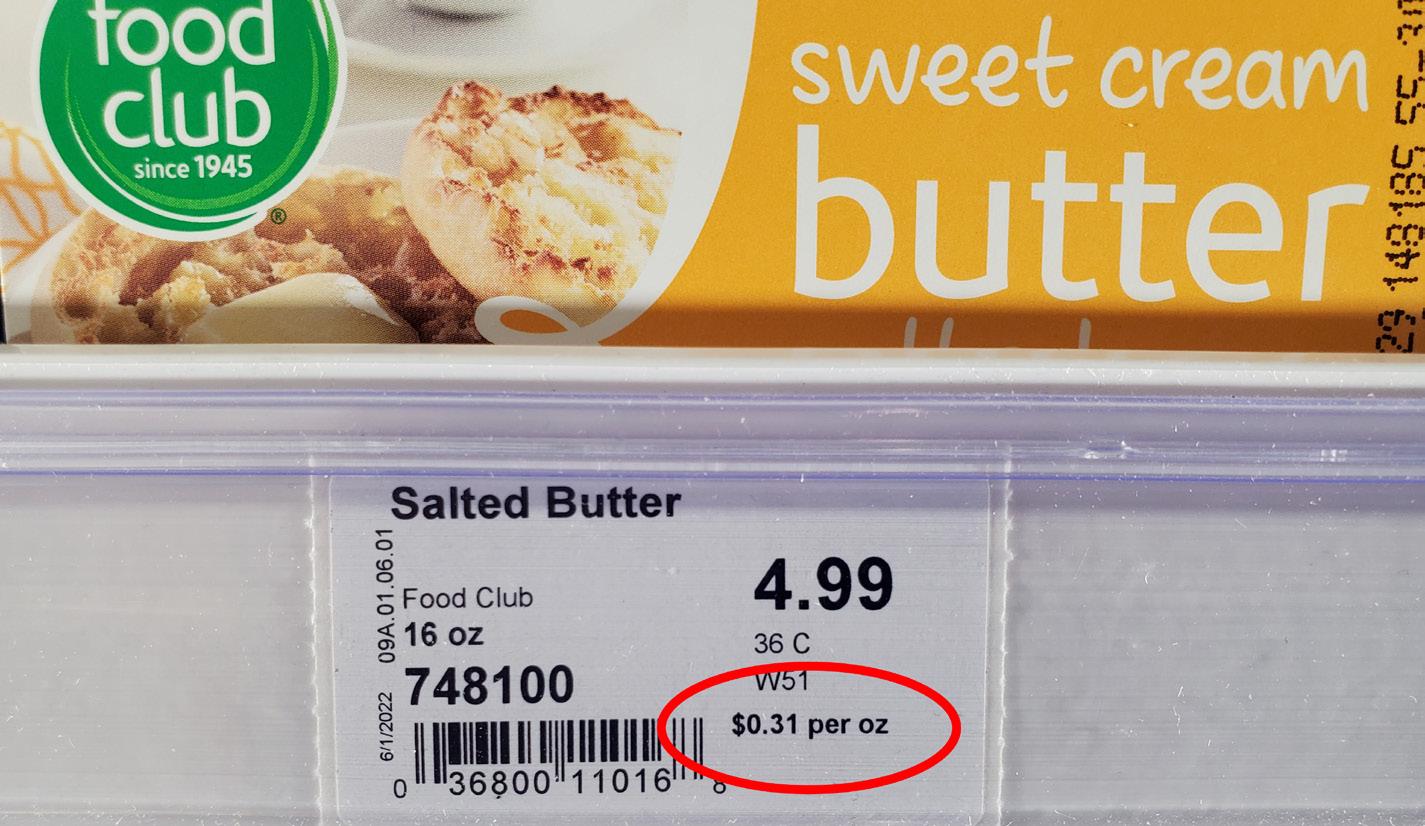 food
club
since 1945
®
sweet cream
butter
Salted Butter
09A.01.06.01
Food Club
4.99
16 oz
36 C
748100
W51
6/1/2022
$0.31 per oz
0 36800 11016 8